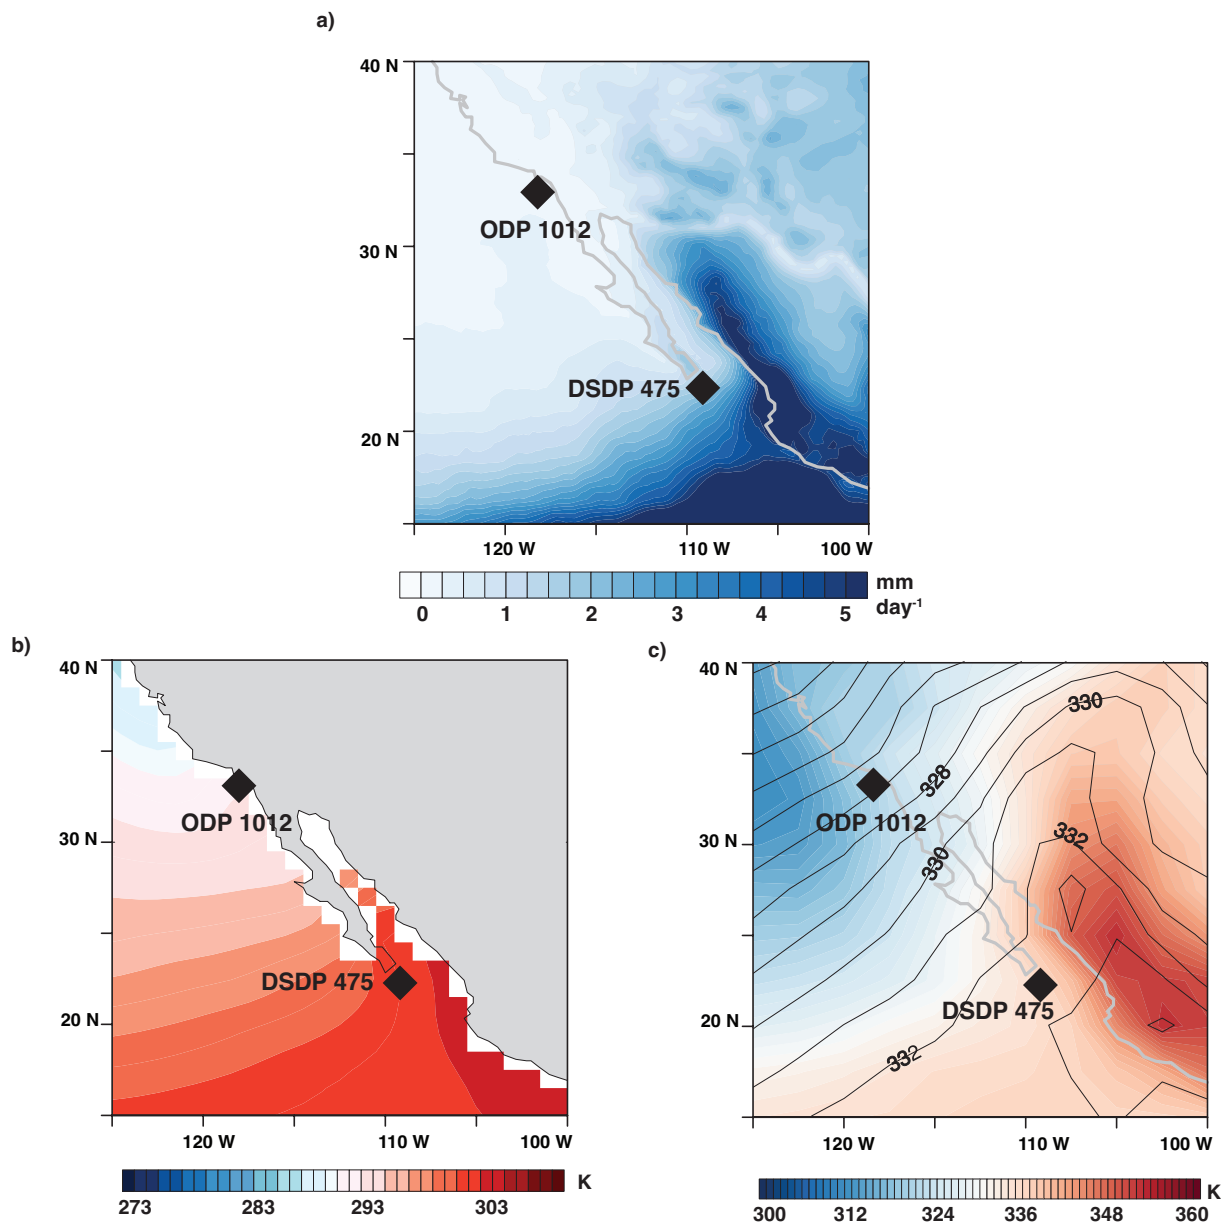 a)
40 N
30 N
20 N
ODP 1012
DSDP 475
120 W 110 W 100 W
0 1 2 3 4 5
mm
day-1
b)
40 N
30 N
20 N
ODP 1012
DSDP 475
120 W 110 W 100 W
273 283 293 303
K
c)
40 N
30 N
20 N
330
328
332
330
332
ODP 1012
DSDP 475
120 W 110 W 100 W
300 312 324 336 348 360
K